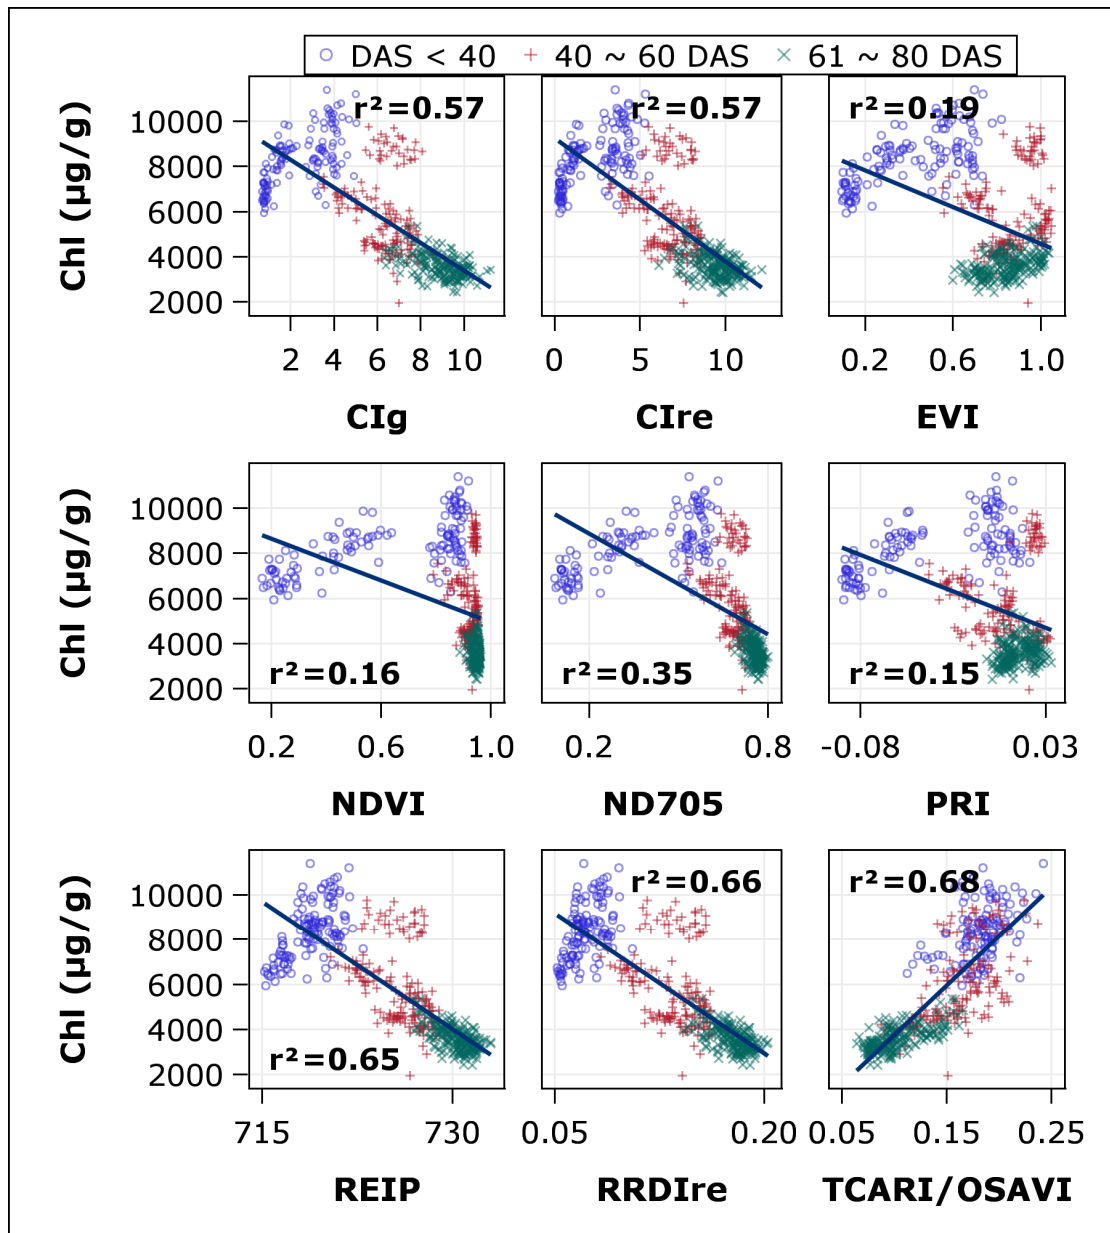 DAS < 40 40 ~ 60 DAS 61 ~ 80 DAS
r²=0.57 r²=0.57 r²=0.19
Chl (µg/g)
10000
8000
6000
4000
2000
2 4 6 8 10 0 5 10 0.2 0.6 1.0
CIg CIre EVI
Chl (µg/g)
10000
8000
6000
4000
2000
r²=0.16 r²=0.35 r²=0.15
0.2 0.6 1.0 0.2 0.8 -0.08 0.03
NDVI ND705 PRI
r²=0.66 r²=0.68
Chl (µg/g)
10000
8000
6000
4000
2000
r²=0.65
715 730 0.05 0.20 0.05 0.15 0.25
REIP RRDIre TCARI/OSAVI